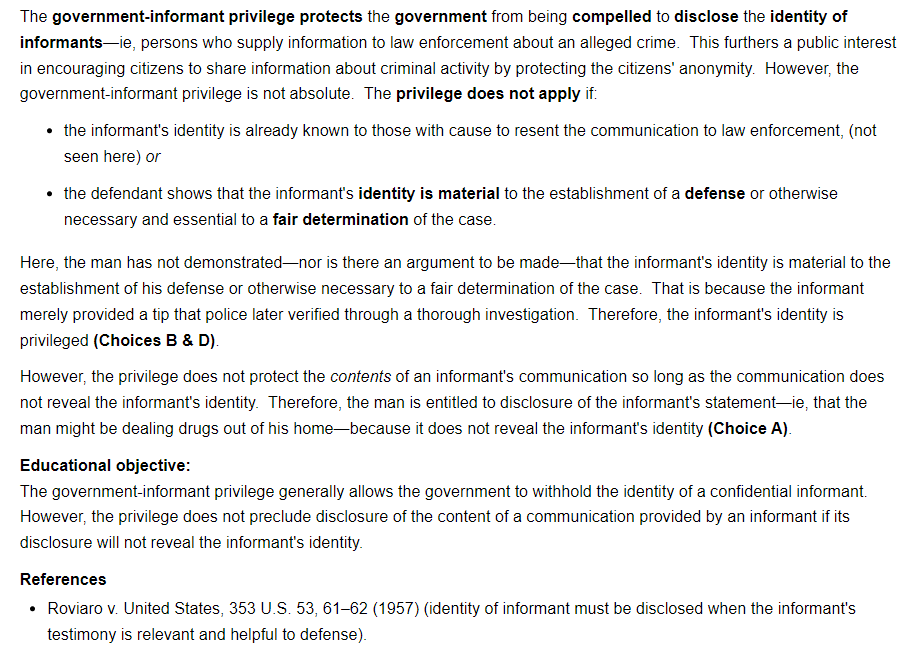 The government-informant privilege protects the government from being compelled to disclose the identity of
informants—ie, persons who supply information to law enforcement about an alleged crime. This furthers a public interest
in encouraging citizens to share information about criminal activity by protecting the citizens' anonymity. However, the
government-informant privilege is not absolute. The privilege does not apply if:
• the informant's identity is already known to those with cause to resent the communication to law enforcement, (not
seen here) or
• the defendant shows that the informant's identity is material to the establishment of a defense or otherwise
necessary and essential to a fair determination of the case.
Here, the man has not demonstrated—nor is there an argument to be made—that the informant's identity is material to the
establishment of his defense or otherwise necessary to a fair determination of the case. That is because the informant
merely provided a tip that police later verified through a thorough investigation. Therefore, the informant's identity is
privileged (Choices B & D).
However, the privilege does not protect the contents of an informant's communication so long as the communication does
not reveal the informant's identity. Therefore, the man is entitled to disclosure of the informant's statement—ie, that the
man might be dealing drugs out of his home—because it does not reveal the informant's identity (Choice A).
Educational objective:
The government-informant privilege generally allows the government to withhold the identity of a confidential informant.
However, the privilege does not preclude disclosure of the content of a communication provided by an informant if its
disclosure will not reveal the informant's identity.
References
• Roviaro v. United States, 353 U.S. 53, 61–62 (1957) (identity of informant must be disclosed when the informant's
testimony is relevant and helpful to defense).